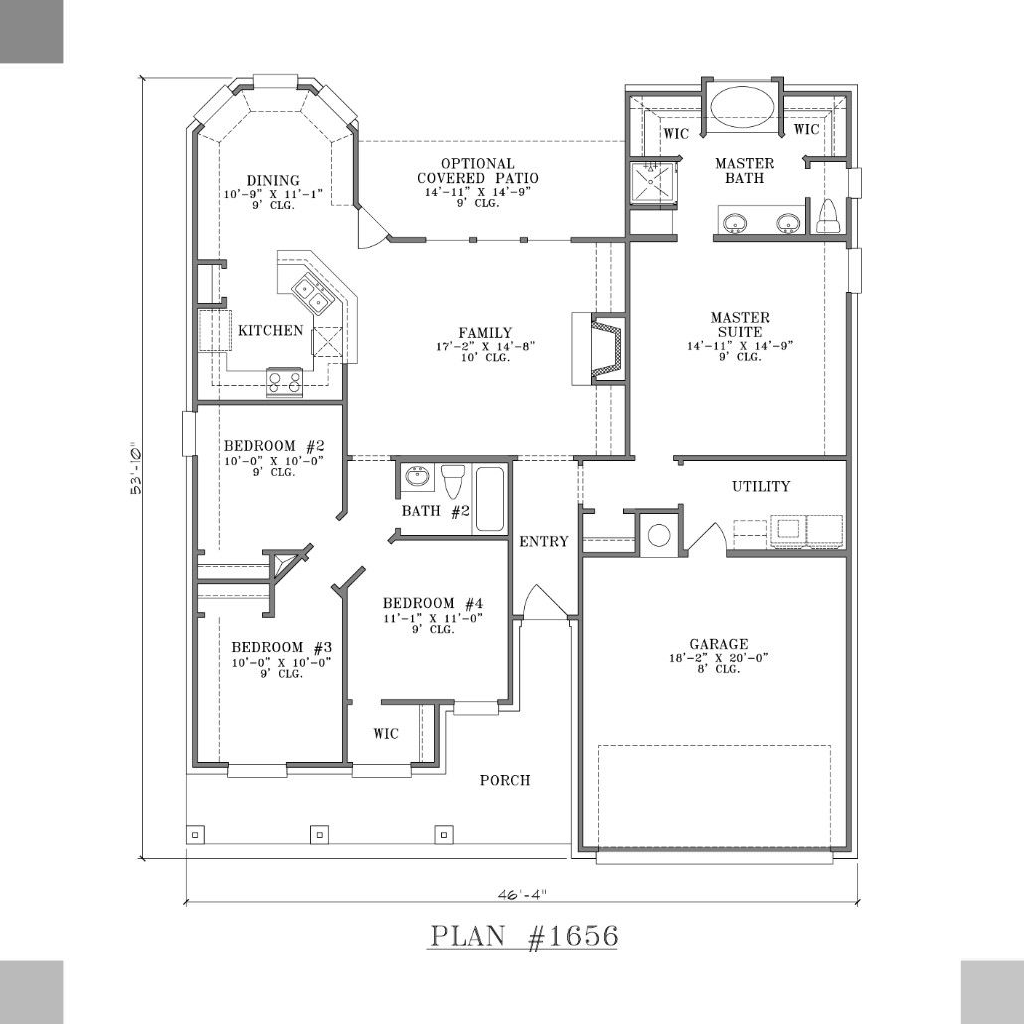 WIC
WIC
MASTER
BATH
OPTIONAL
COVERED PATIO
14'-11" X 14'-9"
9' CLG.
DINING
10'-9" X 11'-1"
9' CLG.
KITCHEN
FAMILY
17'-2" X 14'-8"
10' CLG.
MASTER
SUITE
14'-11" X 14'-9"
9' CLG.
BEDROOM #2
10'-0" X 10'-0"
9' CLG.
53'-10"
BATH #2
UTILITY
ENTRY
BEDROOM #4
11'-1" X 11'-0"
9' CLG.
BEDROOM #3
10'-0" X 10'-0"
9' CLG.
GARAGE
18'-2" X 20'-0"
8' CLG.
WIC
PORCH
46'-4"
PLAN #1656